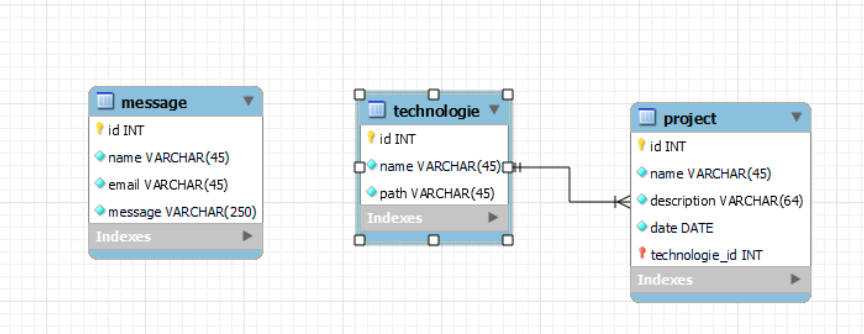 message
id INT
name VARCHAR(45)
email VARCHAR(45)
message VARCHAR(250)
Indexes
technologie
id INT
name VARCHAR(45)
path VARCHAR(45)
Indexes
project
id INT
name VARCHAR(45)
description VARCHAR(64)
date DATE
technologie_id INT
Indexes